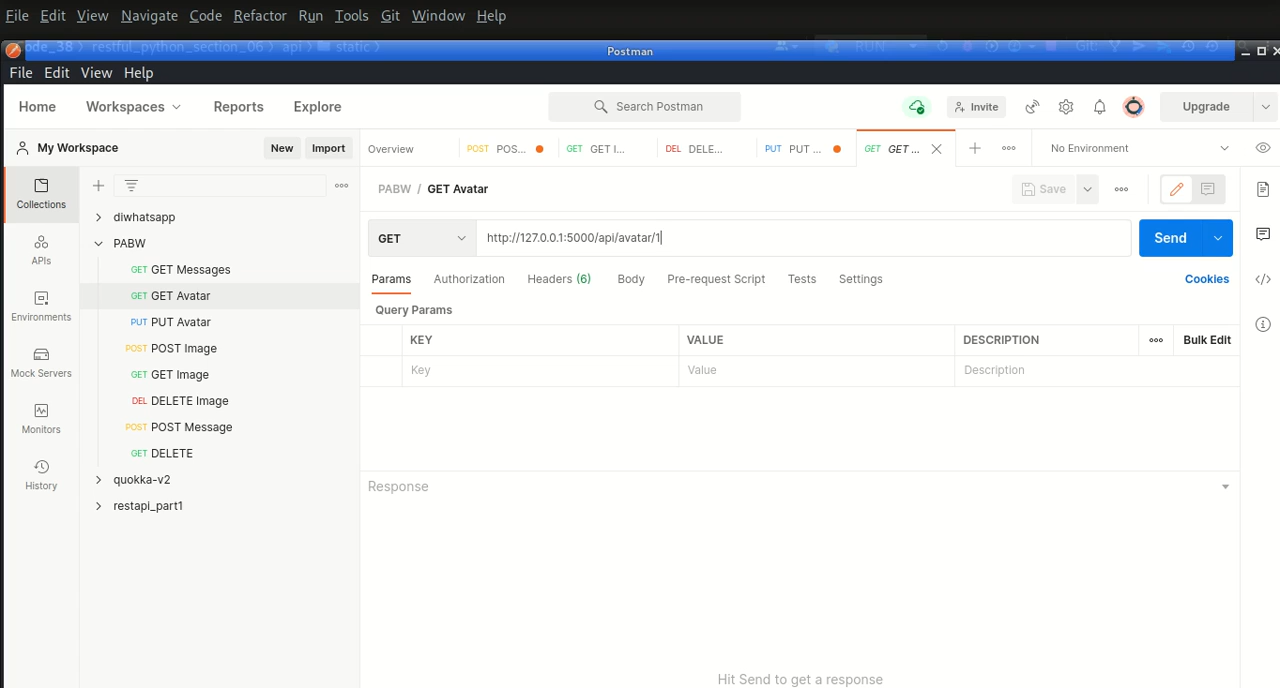 File Edit View Navigate Code Refactor Run Tools Git Window Help
ode_38 〉 restful_python_section_06 〉 api 〉 static 〉 RUN Git:
Postman
File Edit View Help
Home Workspaces Reports Explore Search Postman Invite Upgrade
My Workspace New Import Overview POST POS... GET GET I... DEL DELE... PUT PUT ... GET GET ... No Environment
PABW / GET Avatar Save
Collections
diwhatsapp
PABW
GET GET Messages
GET GET Avatar
PUT PUT Avatar
POST POST Image
GET GET Image
DEL DELETE Image
POST POST Message
GET DELETE
quokka-v2
restapi_part1
APIs
Environments
Mock Servers
Monitors
History
GET http://127.0.0.1:5000/api/avatar/1 Send
Params Authorization Headers (6) Body Pre-request Script Tests Settings Cookies
Query Params
KEY VALUE DESCRIPTION Bulk Edit
Key Value Description
Response
Hit Send to get a response